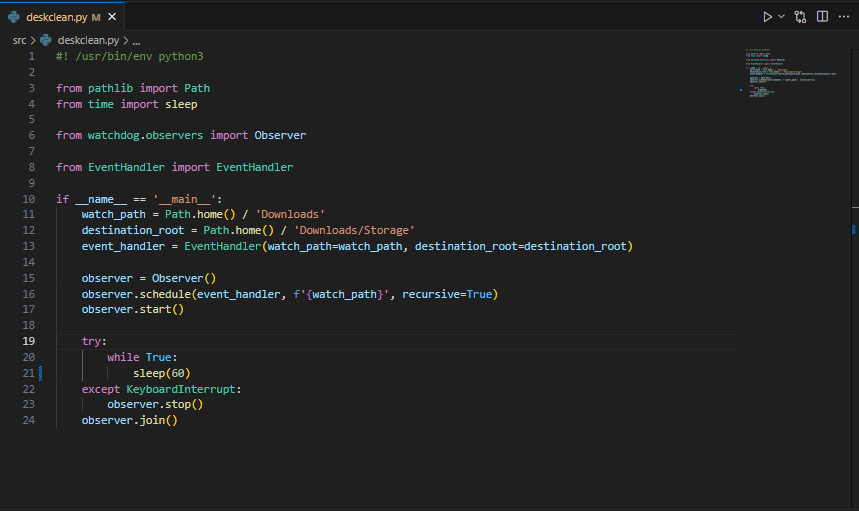 deskclean.py M
src > deskclean.py > ...
1 #! /usr/bin/env python3
2
3 from pathlib import Path
4 from time import sleep
5
6 from watchdog.observers import Observer
7
8 from EventHandler import EventHandler
9
10 if __name__ == '__main__':
11     watch_path = Path.home() / 'Downloads'
12     destination_root = Path.home() / 'Downloads/Storage'
13     event_handler = EventHandler(watch_path=watch_path, destination_root=destination_root)
14
15     observer = Observer()
16     observer.schedule(event_handler, f'{watch_path}', recursive=True)
17     observer.start()
18
19     try:
20         while True:
21             sleep(60)
22     except KeyboardInterrupt:
23         observer.stop()
24     observer.join()